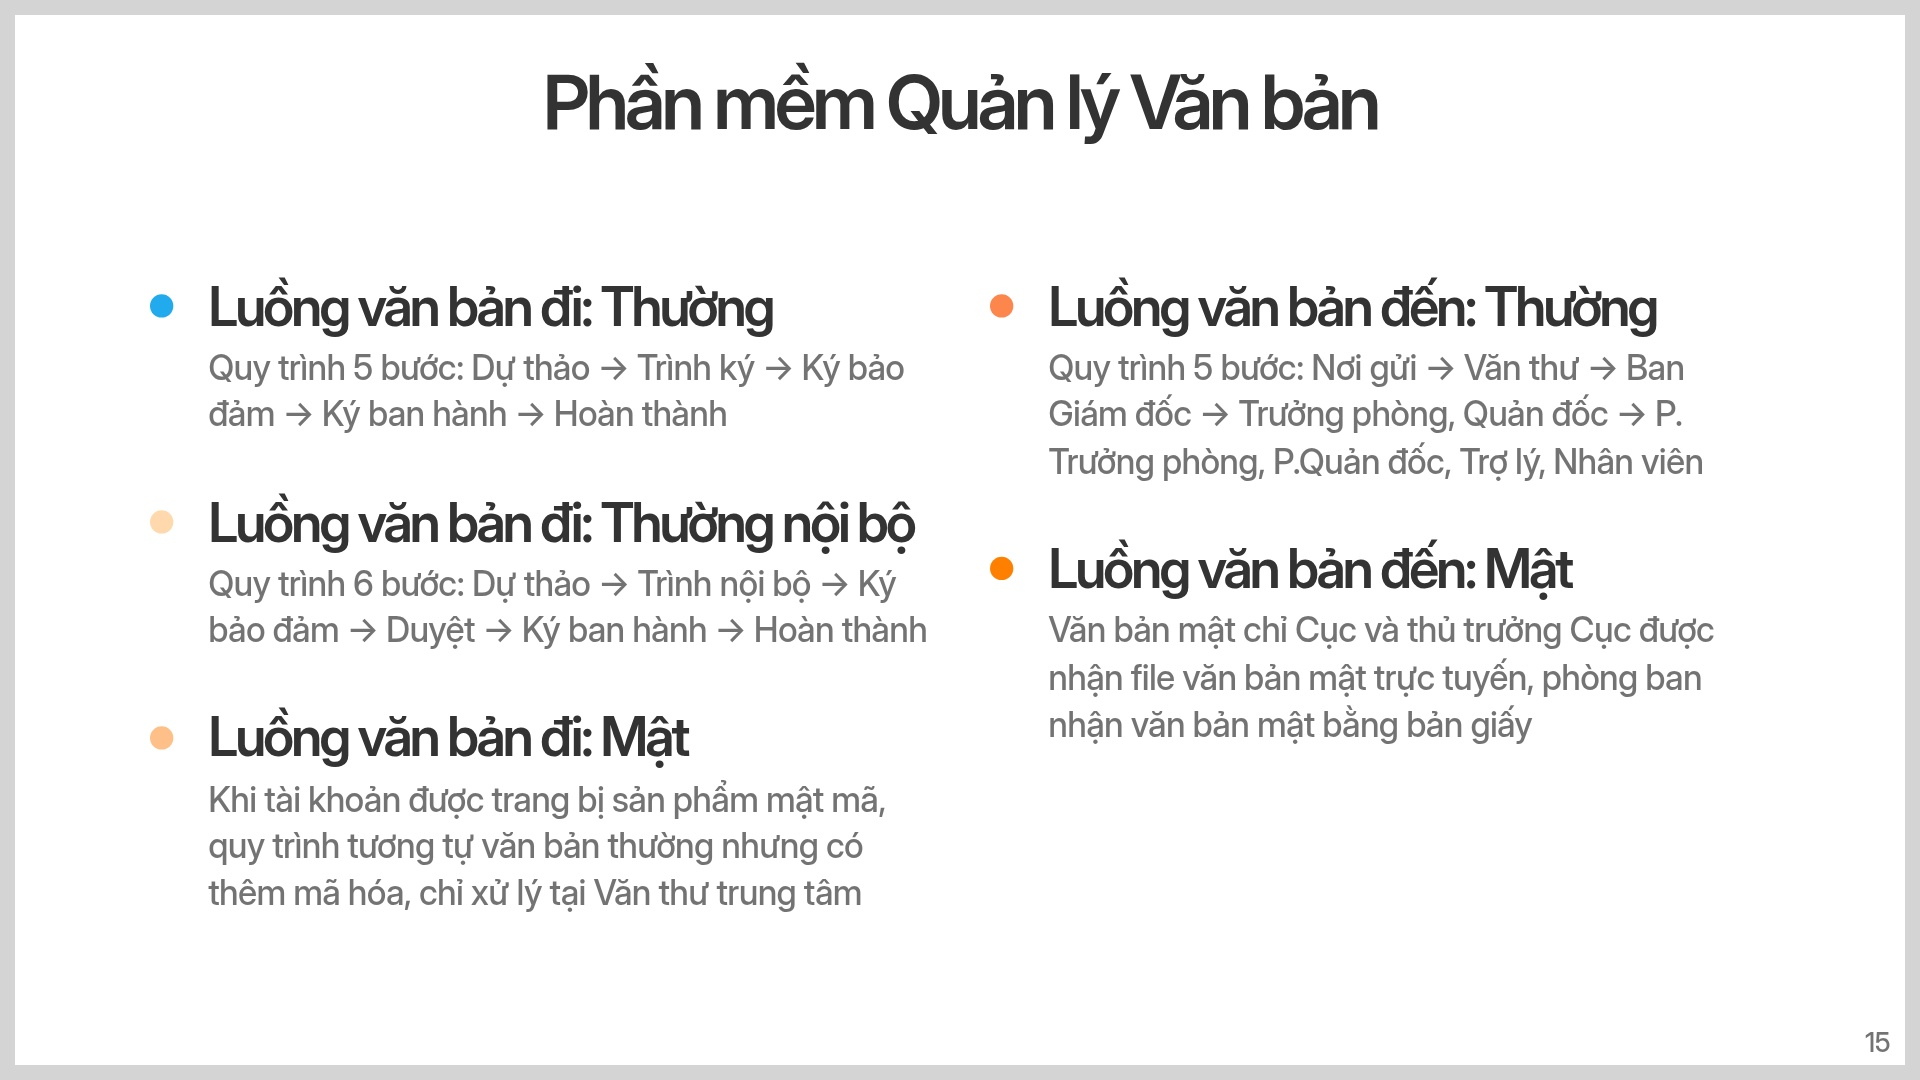 Phần mềm Quản lý Văn bản
Luồng văn bản đi: Thường
Quy trình 5 bước: Dự thảo → Trình ký → Ký bảo
đảm → Ký ban hành → Hoàn thành
Luồng văn bản đi: Thường nội bộ
Quy trình 6 bước: Dự thảo → Trình nội bộ → Ký
bảo đảm → Duyệt → Ký ban hành → Hoàn thành
Luồng văn bản đi: Mật
Khi tài khoản được trang bị sản phẩm mật mã,
quy trình tương tự văn bản thường nhưng có
thêm mã hóa, chỉ xử lý tại Văn thư trung tâm
Luồng văn bản đến: Thường
Quy trình 5 bước: Nơi gửi → Văn thư → Ban
Giám đốc → Trưởng phòng, Quản đốc → P.
Trưởng phòng, P.Quản đốc, Trợ lý, Nhân viên
Luồng văn bản đến: Mật
Văn bản mật chỉ Cục và thủ trưởng Cục được
nhận file văn bản mật trực tuyến, phòng ban
nhận văn bản mật bằng bản giấy
15